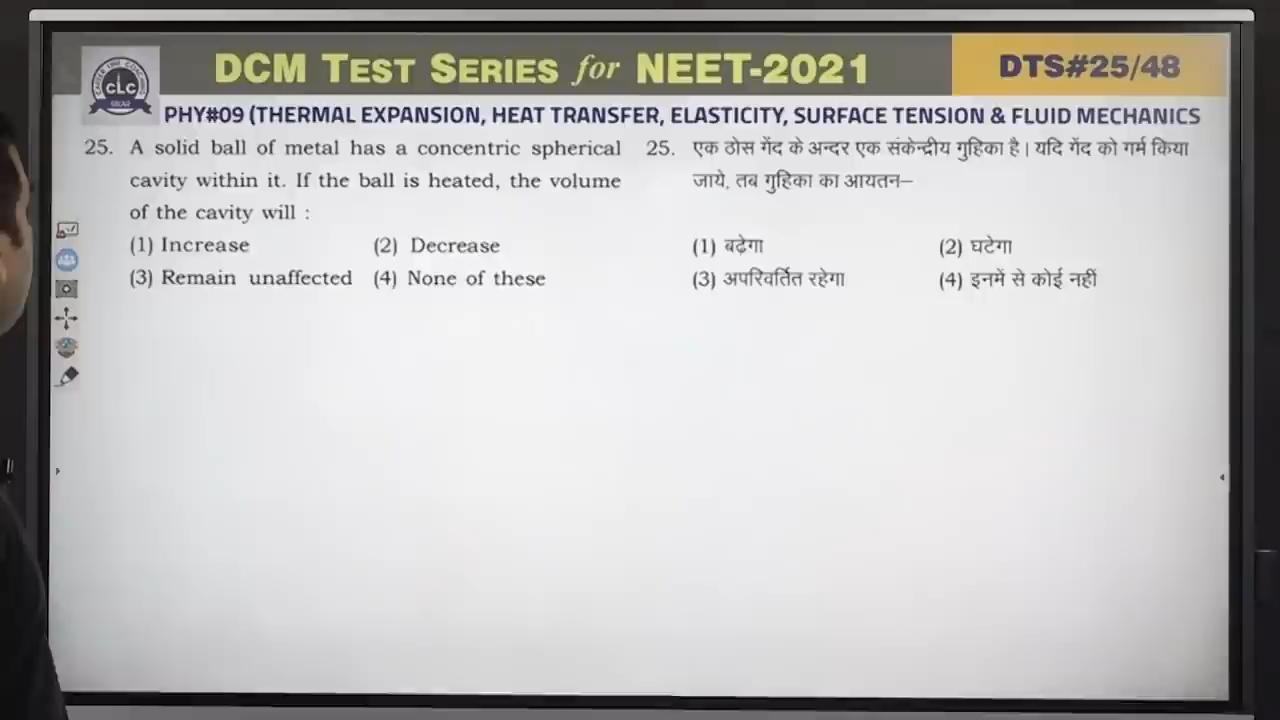 DCM TEST SERIES for NEET-2021
DTS#25/48
CLC
PHY#09 (THERMAL EXPANSION, HEAT TRANSFER, ELASTICITY, SURFACE TENSION & FLUID MECHANICS
25. A solid ball of metal has a concentric spherical
cavity within it. If the ball is heated, the volume
of the cavity will :
(1) Increase (2) Decrease
(3) Remain unaffected (4) None of these
25. एक ठोस गेंद के अन्दर एक संकेन्द्रीय गुहिका है। यदि गेंद को गर्म किया
जाये, तब गुहिका का आयतन–
(1) बढ़ेगा (2) घटेगा
(3) अपरिवर्तित रहेगा (4) इनमें से कोई नहीं